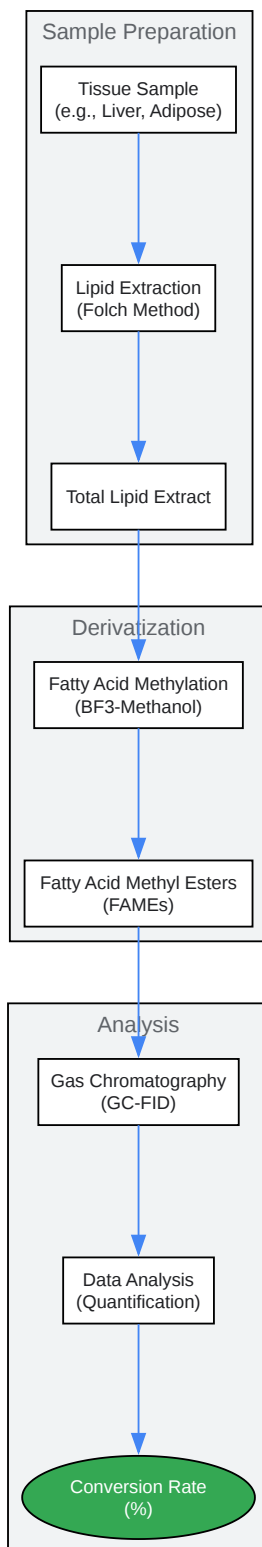 Sample Preparation
Tissue Sample
(e.g., Liver, Adipose)
Lipid Extraction
(Folch Method)
Total Lipid Extract
Derivatization
Fatty Acid Methylation
(BF3-Methanol)
Fatty Acid Methyl Esters
(FAMEs)
Analysis
Gas Chromatography
(GC-FID)
Data Analysis
(Quantification)
Conversion Rate
(%)